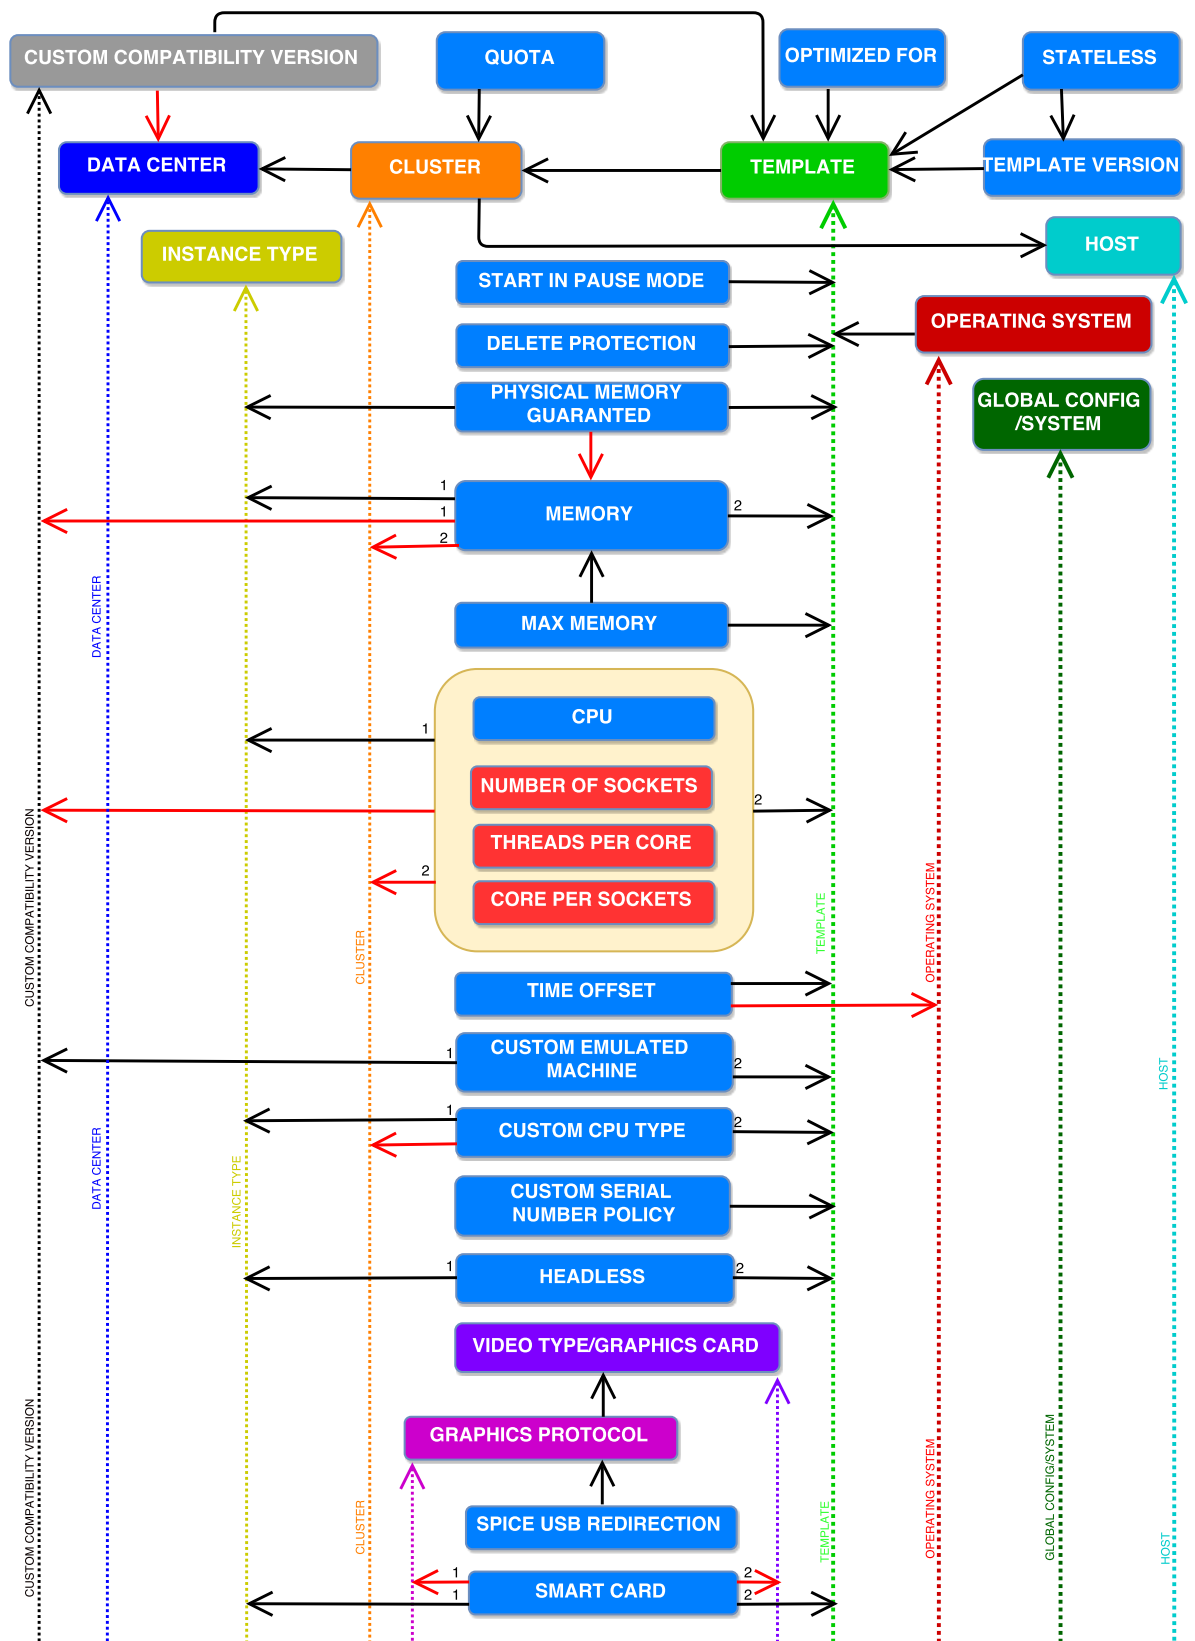 CUSTOM COMPATIBILITY VERSION
QUOTA
OPTIMIZED FOR
STATELESS
DATA CENTER
CLUSTER
TEMPLATE
TEMPLATE VERSION
INSTANCE TYPE
HOST
START IN PAUSE MODE
OPERATING SYSTEM
DELETE PROTECTION
PHYSICAL MEMORY
GUARANTED
GLOBAL CONFIG
/SYSTEM
1
MEMORY
2
1
2
DATA CENTER
MAX MEMORY
CPU
1
NUMBER OF SOCKETS
2
THREADS PER CORE
2
CORE PER SOCKETS
CUSTOM COMPATIBILITY VERSION
CLUSTER
TEMPLATE
OPERATING SYSTEM
TIME OFFSET
1
CUSTOM EMULATED
MACHINE
2
HOST
1
CUSTOM CPU TYPE
2
DATA CENTER
INSTANCE TYPE
CUSTOM SERIAL
NUMBER POLICY
1
HEADLESS
2
VIDEO TYPE/GRAPHICS CARD
GRAPHICS PROTOCOL
CUSTOM COMPATIBILITY VERSION
CLUSTER
SPICE USB REDIRECTION
TEMPLATE
OPERATING SYSTEM
GLOBAL CONFIG/SYSTEM
HOST
1
2
SMART CARD
1
2